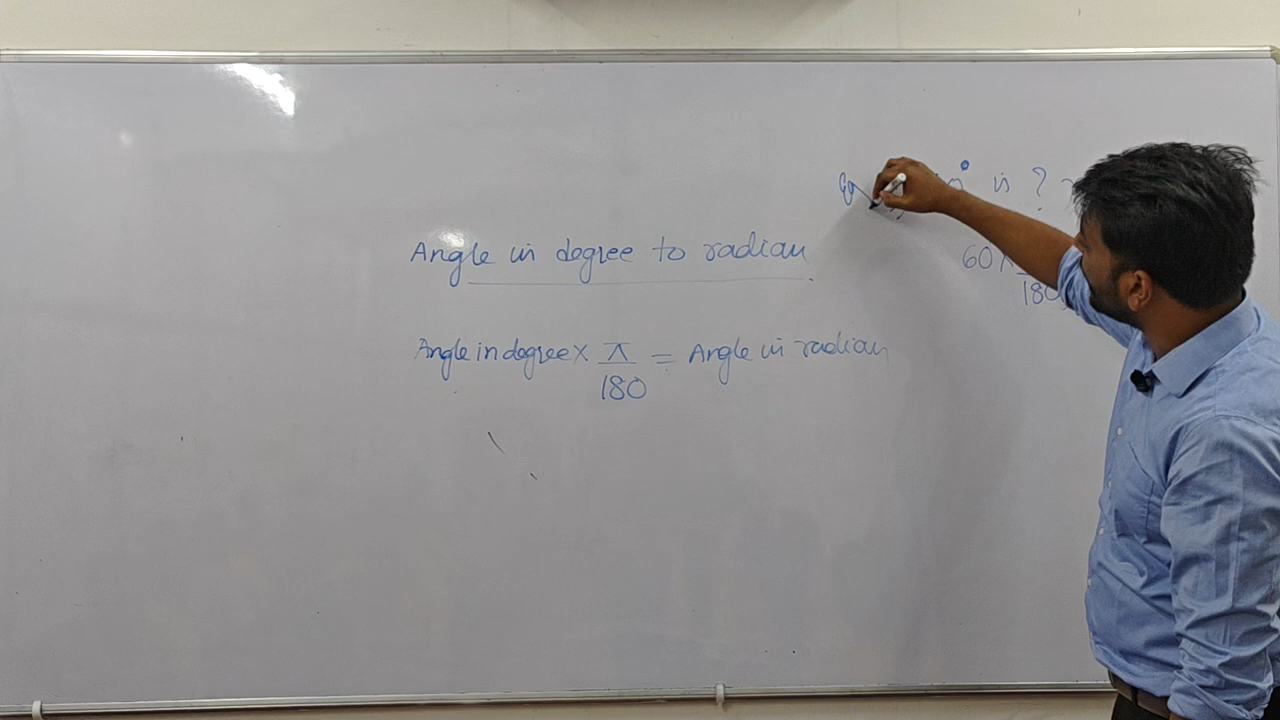 is ?
Angle in degree to radian
60 ×
180
Angle in degree × π / 180 = Angle in radian